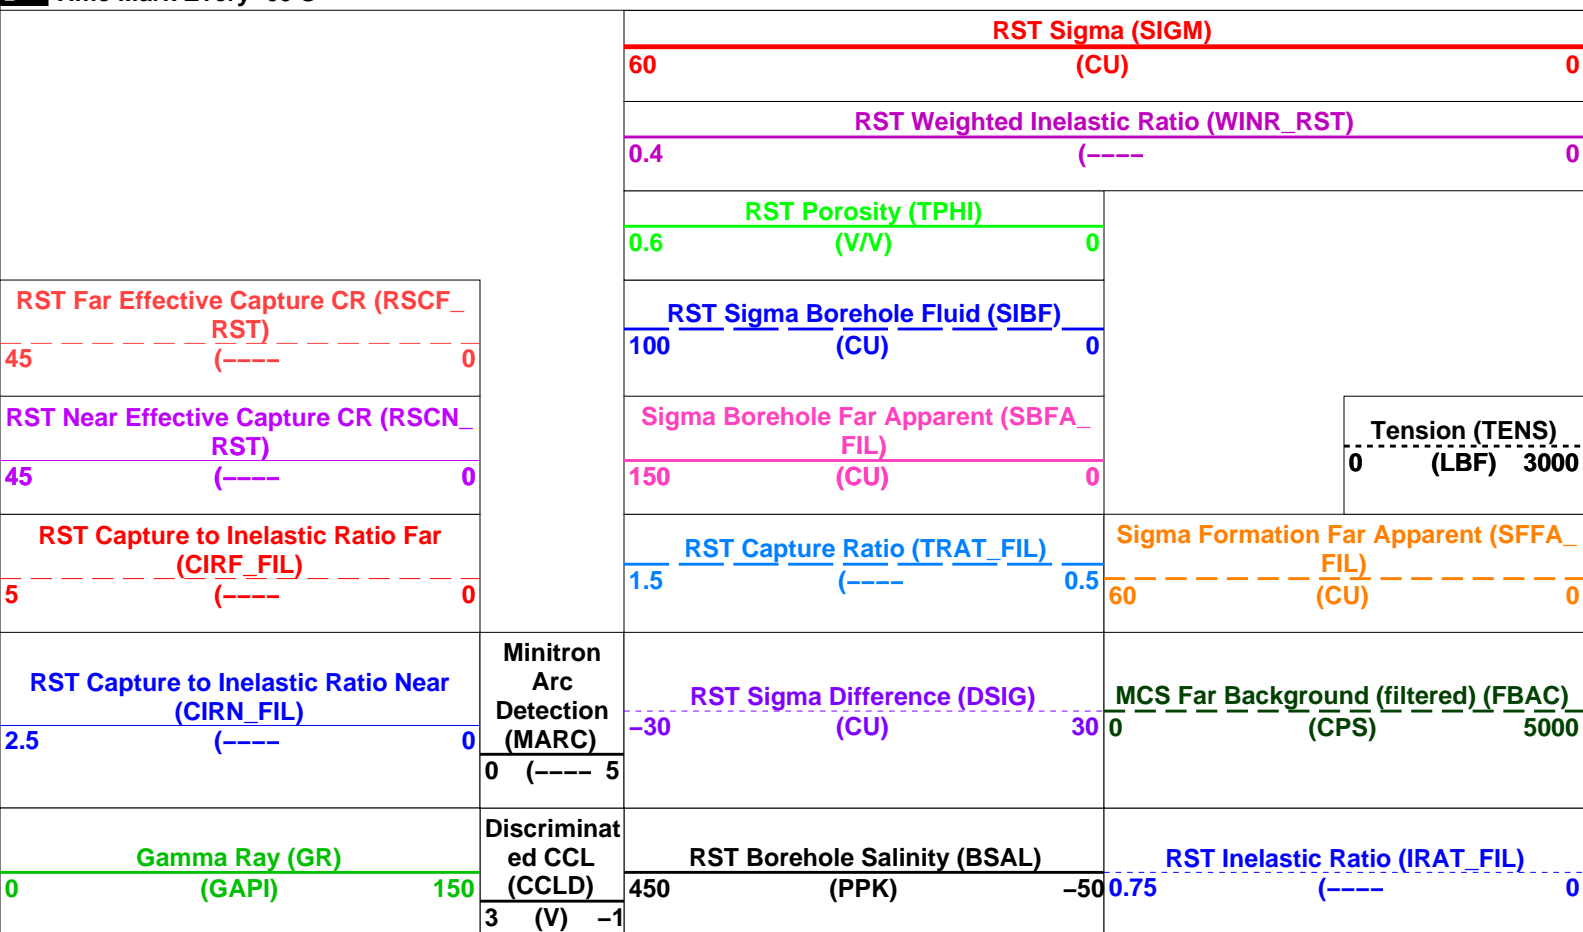 RST Sigma (SIGM)
60 (CU) 0
RST Weighted Inelastic Ratio (WINR_RST)
0.4 (−−−− 0
RST Porosity (TPHI)
0.6 (V/V) 0
RST Far Effective Capture CR (RSCF_
RST)
45 (−−−− 0
RST Sigma Borehole Fluid (SIBF)
100 (CU) 0
RST Near Effective Capture CR (RSCN_
RST)
45 (−−−− 0
Sigma Borehole Far Apparent (SBFA_
FIL)
150 (CU) 0
Tension (TENS)
0 (LBF) 3000
RST Capture to Inelastic Ratio Far
(CIRF_FIL)
5 (−−−− 0
RST Capture Ratio (TRAT_FIL)
1.5 (−−−− 0.5
Sigma Formation Far Apparent (SFFA_
FIL)
60 (CU) 0
RST Capture to Inelastic Ratio Near
(CIRN_FIL)
2.5 (−−−− 0
Minitron
Arc
Detection
(MARC)
0 (−−−− 5
RST Sigma Difference (DSIG)
−30 (CU) 30
MCS Far Background (filtered) (FBAC)
0 (CPS) 5000
Gamma Ray (GR)
0 (GAPI) 150
Discriminat
ed CCL
(CCLD)
3 (V) −1
RST Borehole Salinity (BSAL)
450 (PPK) −50
RST Inelastic Ratio (IRAT_FIL)
0.75 (−−−− 0